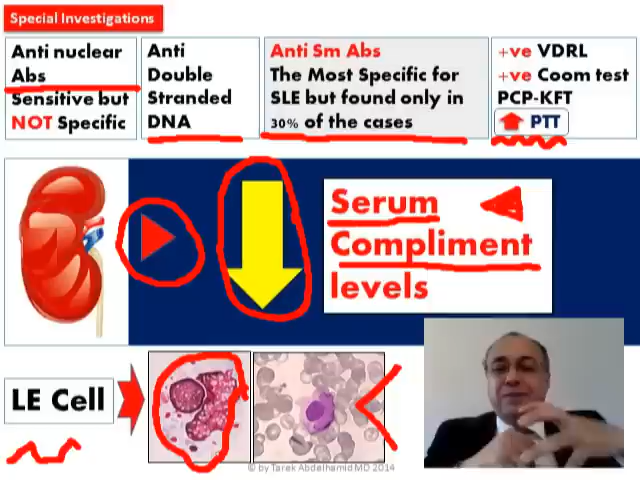 Special Investigations
Anti nuclear
Abs
Sensitive but
NOT Specific
Anti
Double
Stranded
DNA
Anti Sm Abs
The Most Specific for
SLE but found only in
30% of the cases
+ve VDRL
+ve Coom test
PCP-KFT
PTT
Serum
Compliment
levels
LE Cell
© by Tarek Abdelhamid MD 2014